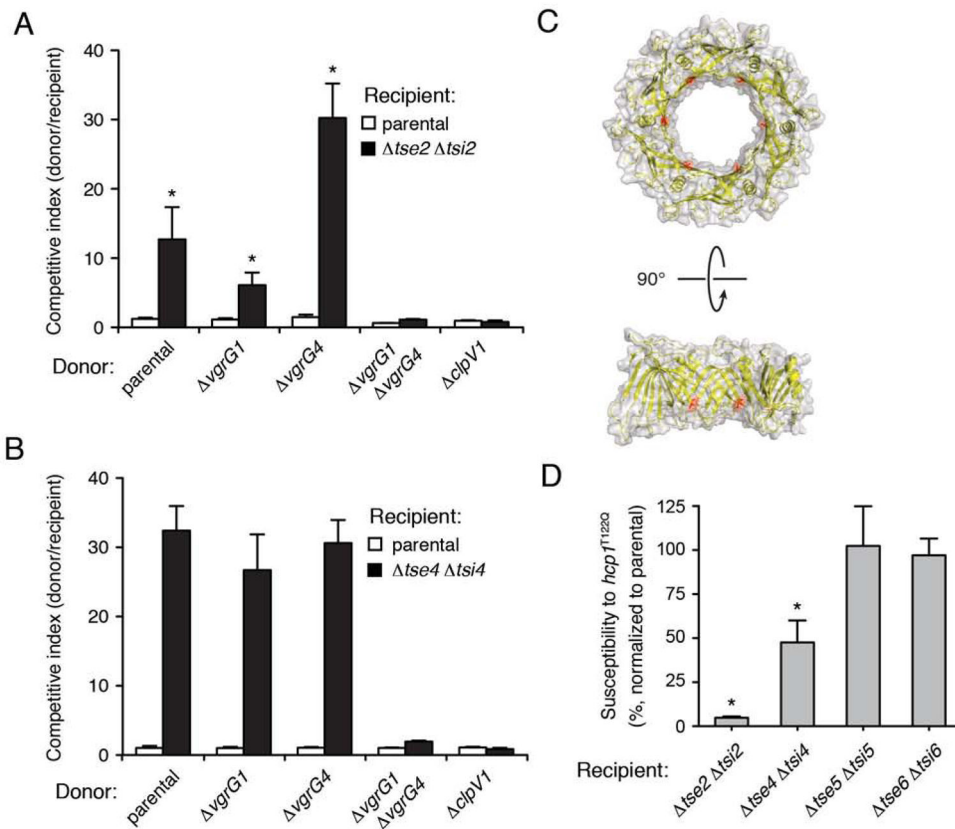 A
Competitive index (donor/recipeint)
40
30
20
10
0
*
*
*
Recipient:
parental
Δtse2 Δtsi2
Donor:
parental
ΔvgrG1
ΔvgrG4
ΔvgrG1
ΔvgrG4
ΔclpV1
B
Competitive index (donor/recipeint)
40
30
20
10
0
Recipient:
parental
Δtse4 Δtsi4
Donor:
parental
ΔvgrG1
ΔvgrG4
ΔvgrG1
ΔvgrG4
ΔclpV1
C
90°
D
Susceptibility to hcp1T122Q
(%, normalized to parental)
125
100
75
50
25
0
*
*
Recipient:
Δtse2 Δtsi2
Δtse4 Δtsi4
Δtse5 Δtsi5
Δtse6 Δtsi6